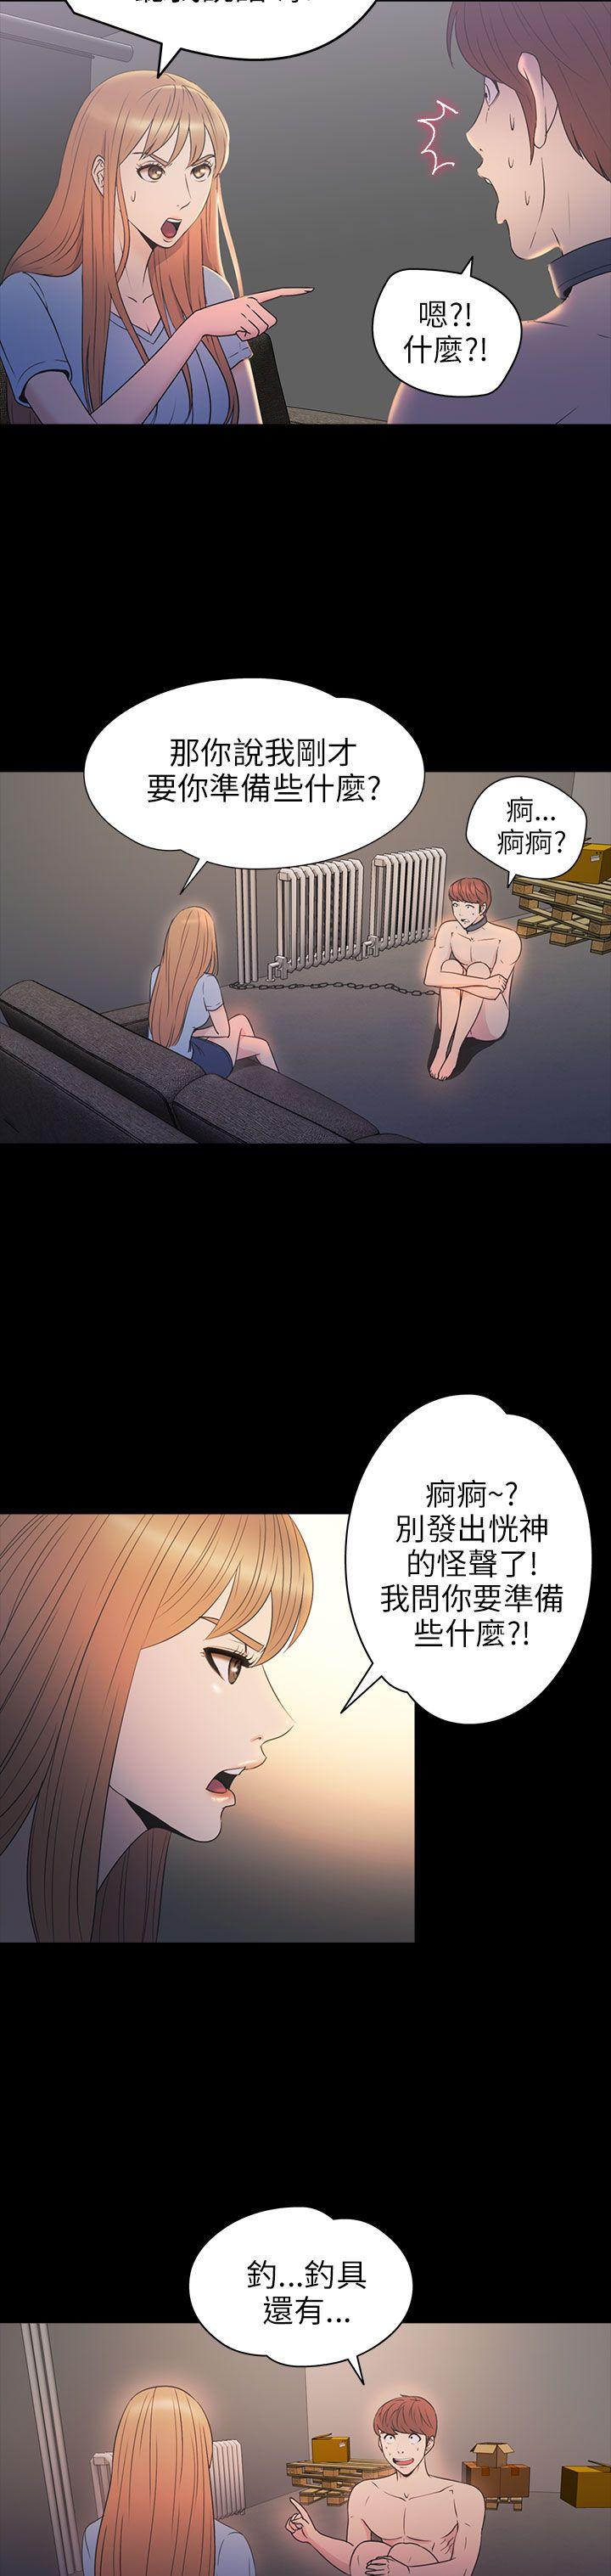 嗯?!
什麼?!
那你說我剛才
要你準備些什麼?
痾...
痾痾?
痾痾~?
別發出恍神
的怪聲了!
我問你要準備
些什麼?!
釣...釣具
還有...